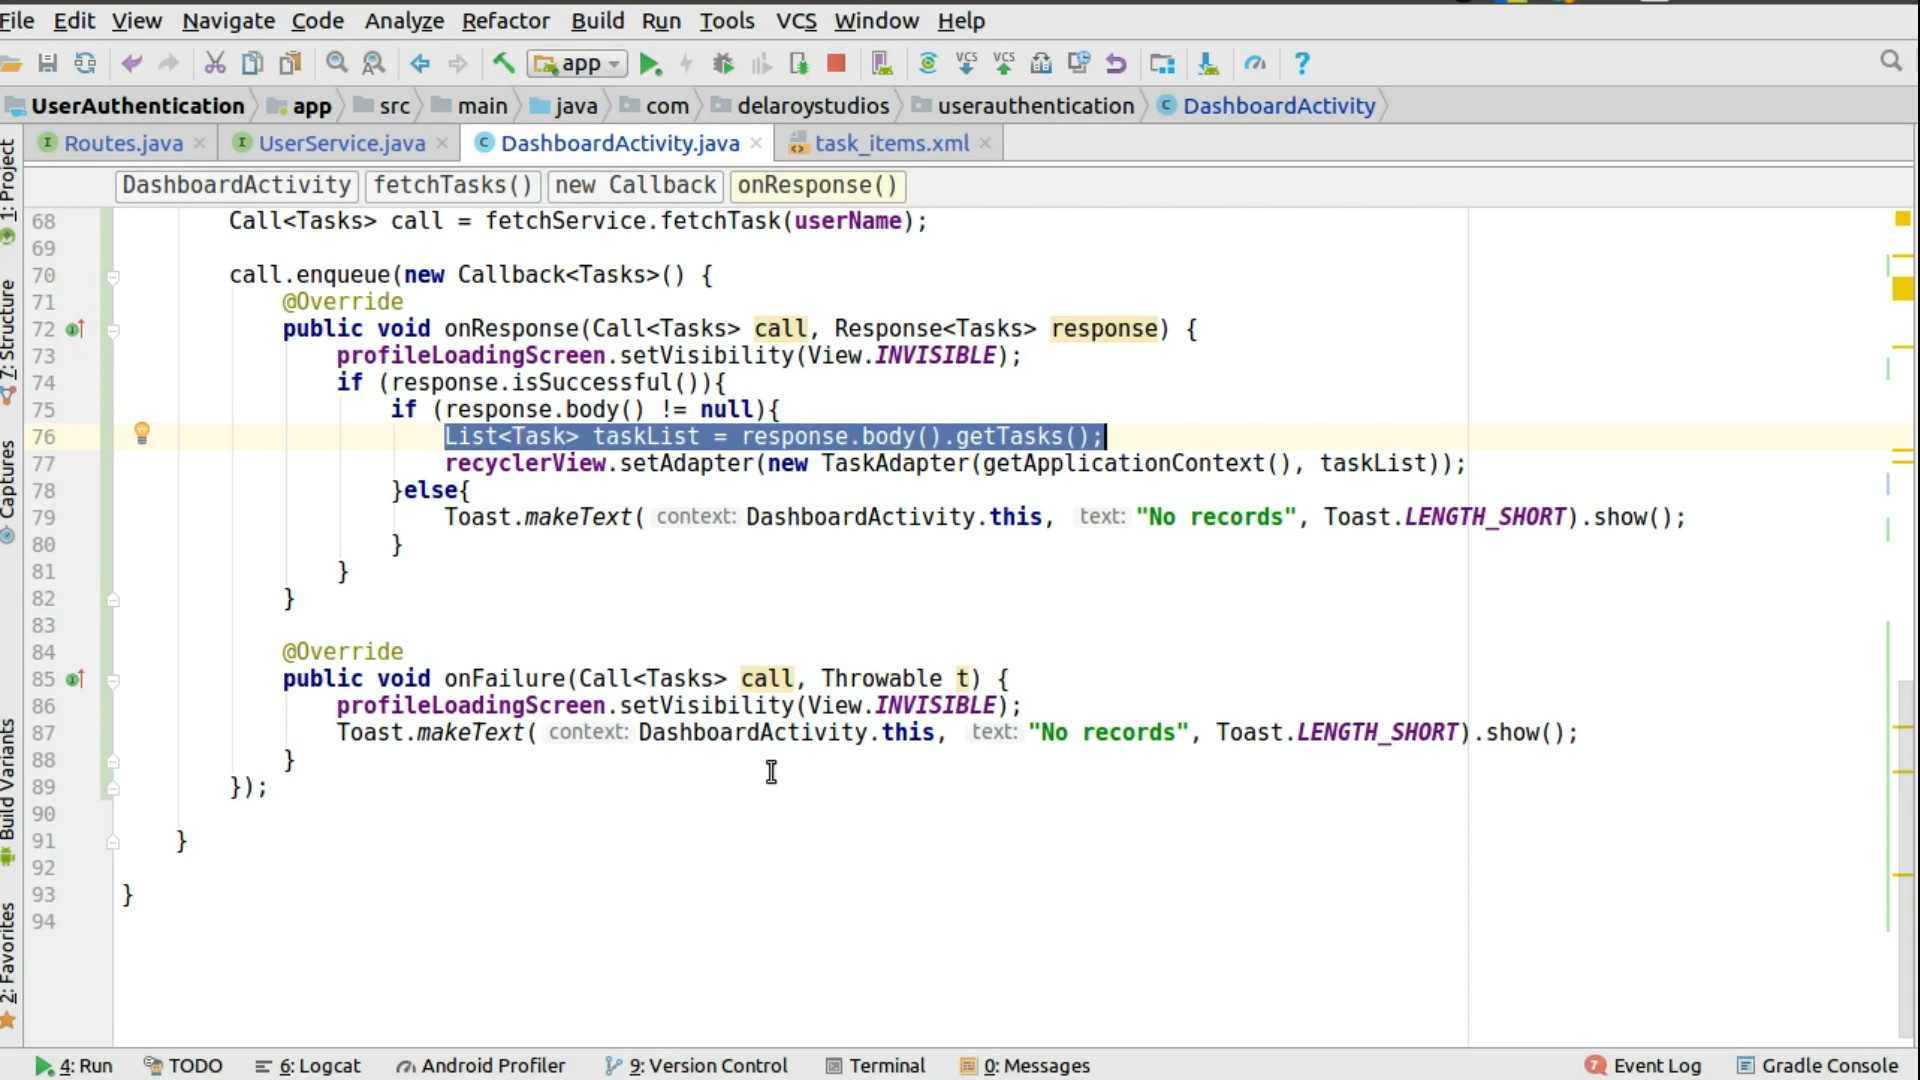 File Edit View Navigate Code Analyze Refactor Build Run Tools VCS Window Help
app VCS VCS ?
UserAuthentication app src main java com delaroystudios userauthentication C DashboardActivity
I Routes.java I UserService.java C DashboardActivity.java task_items.xml
DashboardActivity fetchTasks() new Callback onResponse()
1: Project
7: Structure
Captures
Build Variants
2: Favorites
68 Call<Tasks> call = fetchService.fetchTask(userName);
69
70 call.enqueue(new Callback<Tasks>() {
71 @Override
72 public void onResponse(Call<Tasks> call, Response<Tasks> response) {
73 profileLoadingScreen.setVisibility(View.INVISIBLE);
74 if (response.isSuccessful()){
75 if (response.body() != null){
76 List<Task> taskList = response.body().getTasks();
77 recyclerView.setAdapter(new TaskAdapter(getApplicationContext(), taskList));
78 }else{
79 Toast.makeText( context: DashboardActivity.this, text: "No records", Toast.LENGTH_SHORT).show();
80 }
81 }
82 }
83
84 @Override
85 public void onFailure(Call<Tasks> call, Throwable t) {
86 profileLoadingScreen.setVisibility(View.INVISIBLE);
87 Toast.makeText( context: DashboardActivity.this, text: "No records", Toast.LENGTH_SHORT).show();
88 }
89 });
90
91 }
92
93 }
94
4: Run TODO 6: Logcat Android Profiler 9: Version Control Terminal 0: Messages 7 Event Log Gradle Console